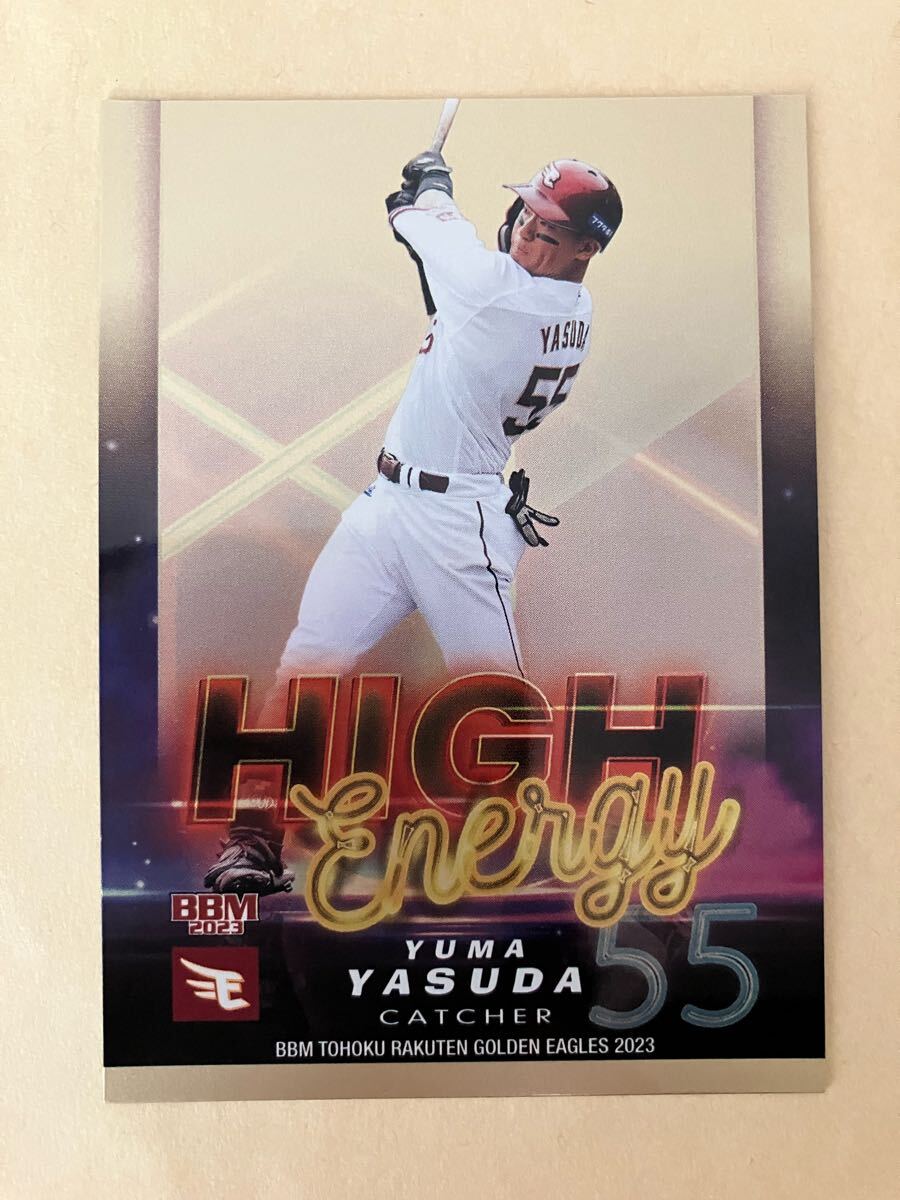 YASUDA
55
HIGH
Energy
BBM
2023
E
YUMA
YASUDA
55
CATCHER
BBM TOHOKU RAKUTEN GOLDEN EAGLES 2023